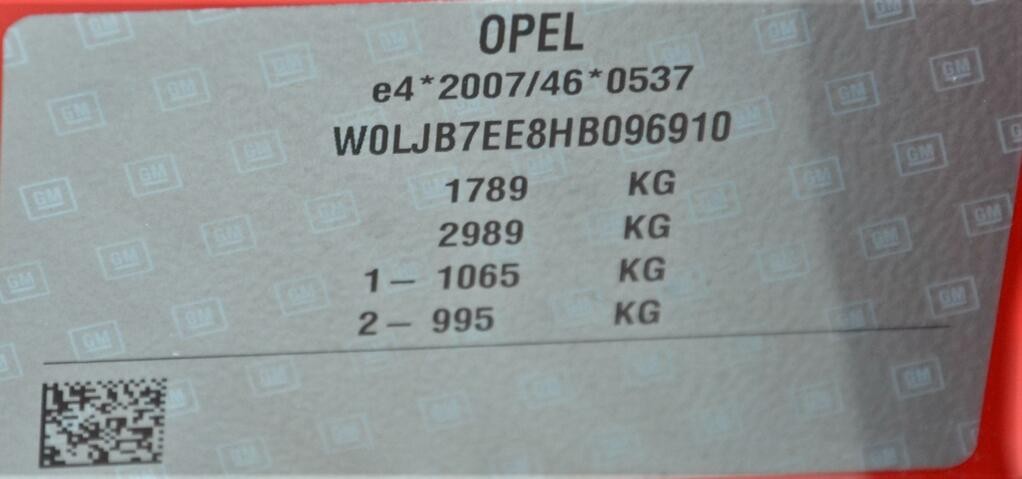 OPEL
e4*2007/46*0537
W0LJB7EE8HB096910
1789 KG
2989 KG
1– 1065 KG
2– 995 KG